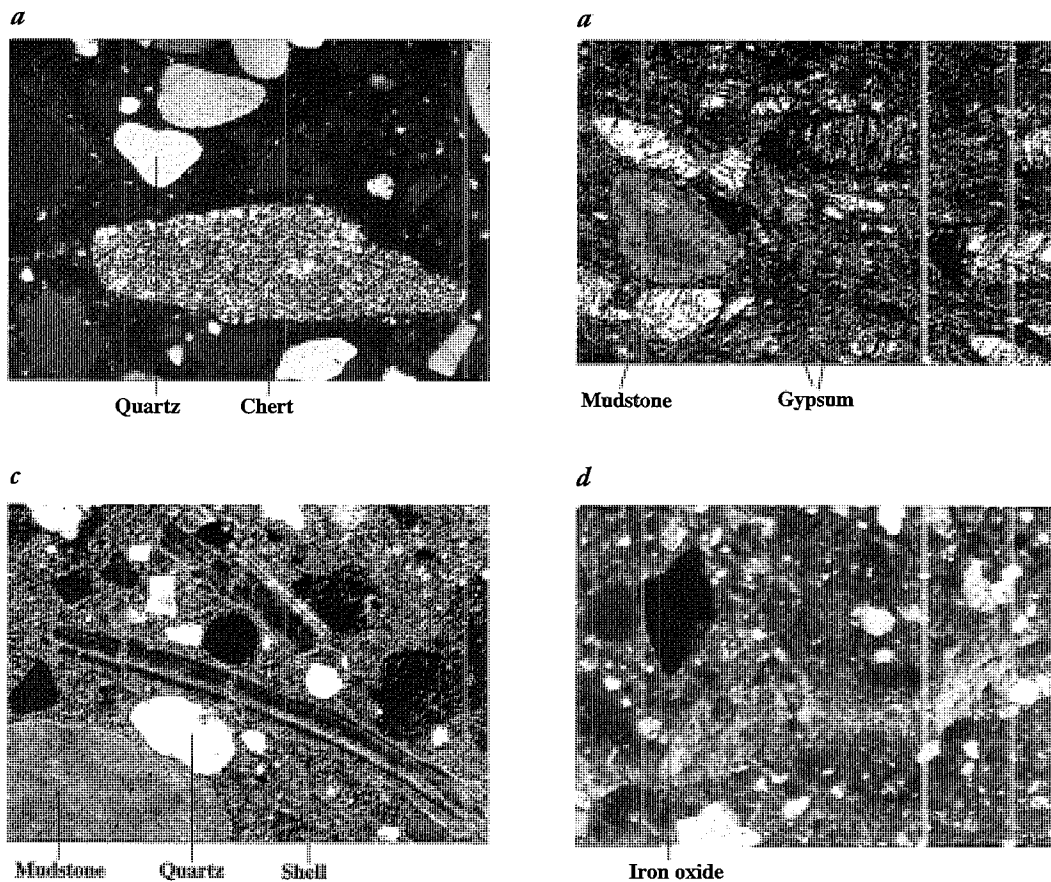 a
a
Quartz Chert
Mudstone Gypsum
c
d
Mudstone Quartz Shell
Iron oxide